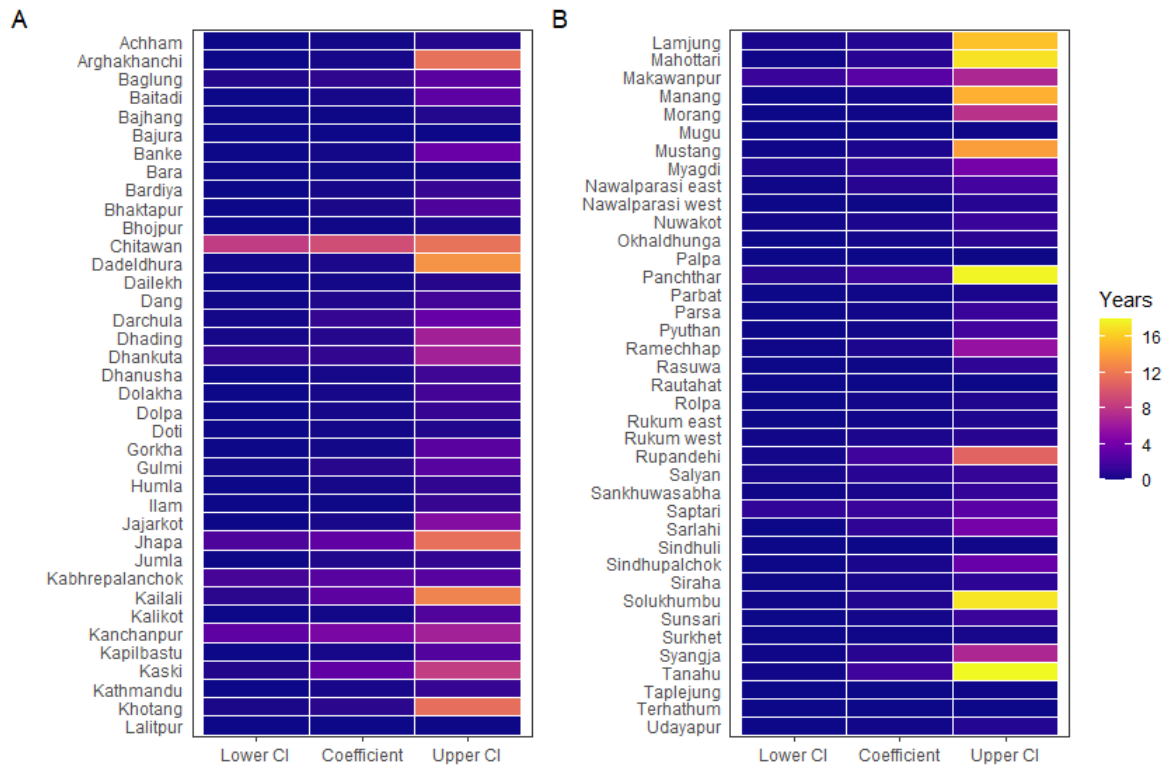 A
Achham
Arghakhanchi
Baglung
Baitadi
Bajhang
Bajura
Banke
Bara
Bardiya
Bhaktapur
Bhojpur
Chitawan
Dadeldhura
Dailekh
Dang
Darchula
Dhading
Dhankuta
Dhanusha
Dolakha
Dolpa
Doti
Gorkha
Gulmi
Humla
Ilam
Jajarkot
Jhapa
Jumla
Kabhrepalanchok
Kailali
Kalikot
Kanchanpur
Kapilbastu
Kaski
Kathmandu
Khotang
Lalitpur
Lower CI Coefficient Upper CI
B
Lamjung
Mahottari
Makawanpur
Manang
Morang
Mugu
Mustang
Myagdi
Nawalparasi east
Nawalparasi west
Nuwakot
Okhaldhunga
Palpa
Panchthar
Parbat
Parsa
Pyuthan
Ramechhap
Rasuwa
Rautahat
Rolpa
Rukum east
Rukum west
Rupandehi
Salyan
Sankhuwasabha
Saptari
Sarlahi
Sindhuli
Sindhupalchok
Siraha
Solukhumbu
Sunsari
Surkhet
Syangja
Tanahu
Taplejung
Terhathum
Udayapur
Lower CI Coefficient Upper CI
Years
16
12
8
4
0